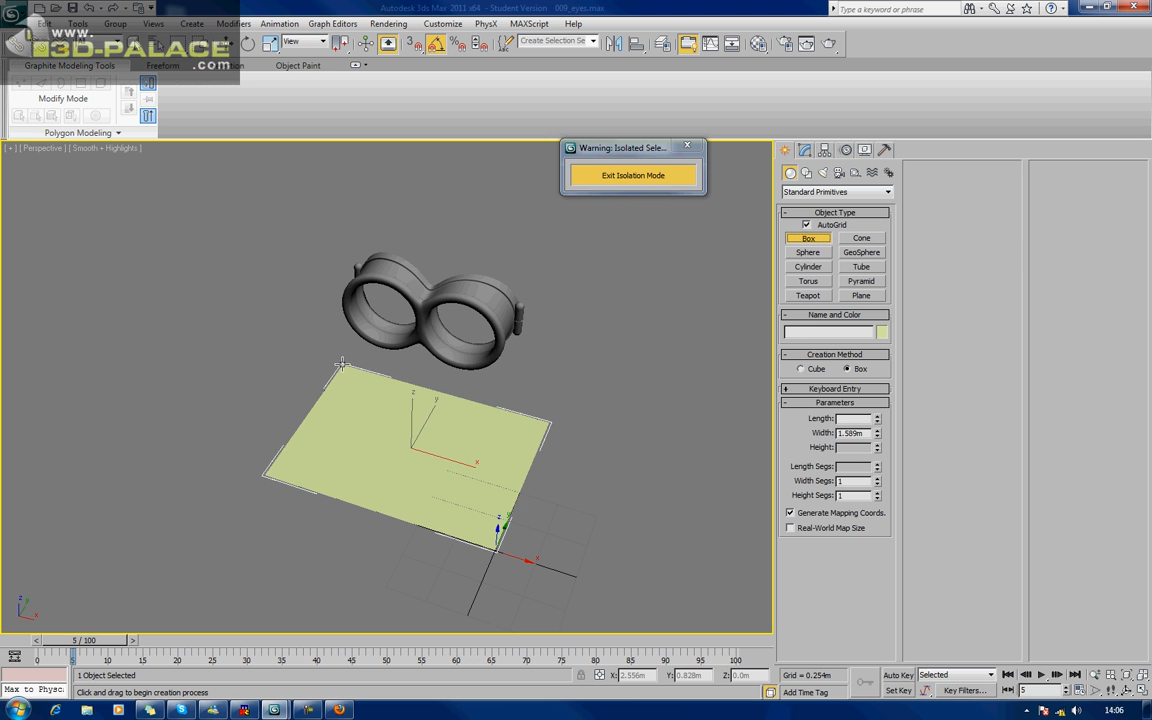 Autodesk 3ds Max 2011 x64 - Student Version 009_eyes.max
Type a keyword or phrase
Edit Tools Group Views Create Modifiers Animation Graph Editors Rendering Customize PhysX MAXScript Help
www.
3D-PALACE
.com
View
Create Selection Se
Graphite Modeling Tools Freeform Selection Object Paint
Modify Mode
Polygon Modeling
[ + ] [ Perspective ] [ Smooth + Highlights ]
Warning: Isolated Sele...
Exit Isolation Mode
Standard Primitives
Object Type
AutoGrid
Box Cone
Sphere GeoSphere
Cylinder Tube
Torus Pyramid
Teapot Plane
Name and Color
Creation Method
Cube Box
Keyboard Entry
Parameters
Length:
Width: 1.589m
Height:
Length Segs:
Width Segs: 1
Height Segs: 1
Generate Mapping Coords.
Real-World Map Size
z
y
x
z
y
x
z
x
< 5 / 100 >
0 5 10 15 20 25 30 35 40 45 50 55 60 65 70 75 80 85 90 95 100
1 Object Selected X: 2.556m Y: 0.828m Z: 0.0m Grid = 0.254m Auto Key Selected
Max to Physc Click and drag to begin creation process Add Time Tag Set Key Key Filters... 5
14:06